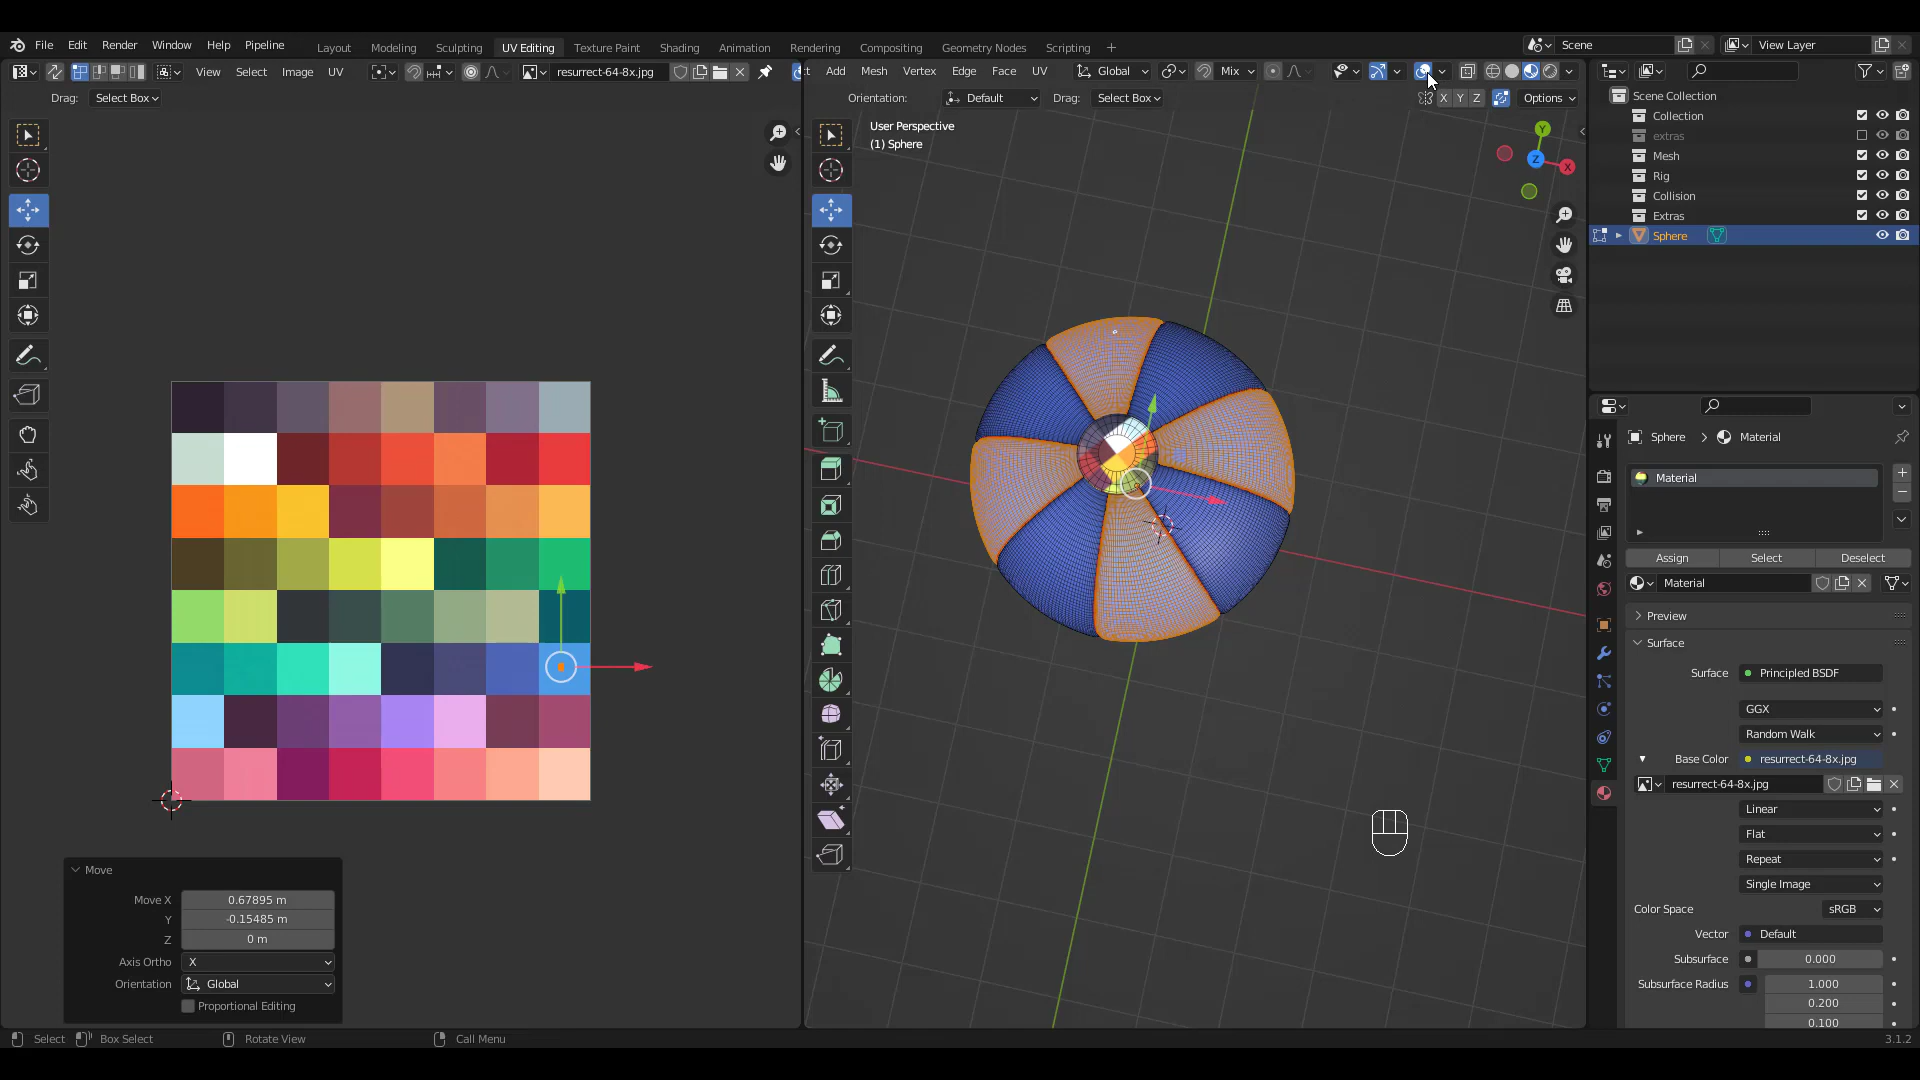 File Edit Render Window Help Pipeline Layout Modeling Sculpting UV Editing Texture Paint Shading Animation Rendering Compositing Geometry Nodes Scripting + Scene View Layer
View Select Image UV resurrect-64-8x.jpg Add Mesh Vertex Edge Face UV Global Mix
Drag: Select Box Orientation: Default Drag: Select Box X Y Z Options
User Perspective
(1) Sphere
Y
Z
X
Scene Collection
Collection
extras
Mesh
Rig
Collision
Extras
Sphere
Sphere > Material
Material
Assign Select Deselect
Material
Preview
Surface
Surface Principled BSDF
GGX
Random Walk
Base Color resurrect-64-8x.jpg
resurrect-64-8x.jpg
Linear
Flat
Repeat
Single Image
Color Space sRGB
Vector Default
Subsurface 0.000
Subsurface Radius 1.000
0.200
0.100
Move
Move X 0.67895 m
Y -0.15485 m
Z 0 m
Axis Ortho X
Orientation Global
Proportional Editing
Select Box Select Rotate View Call Menu 3.1.2